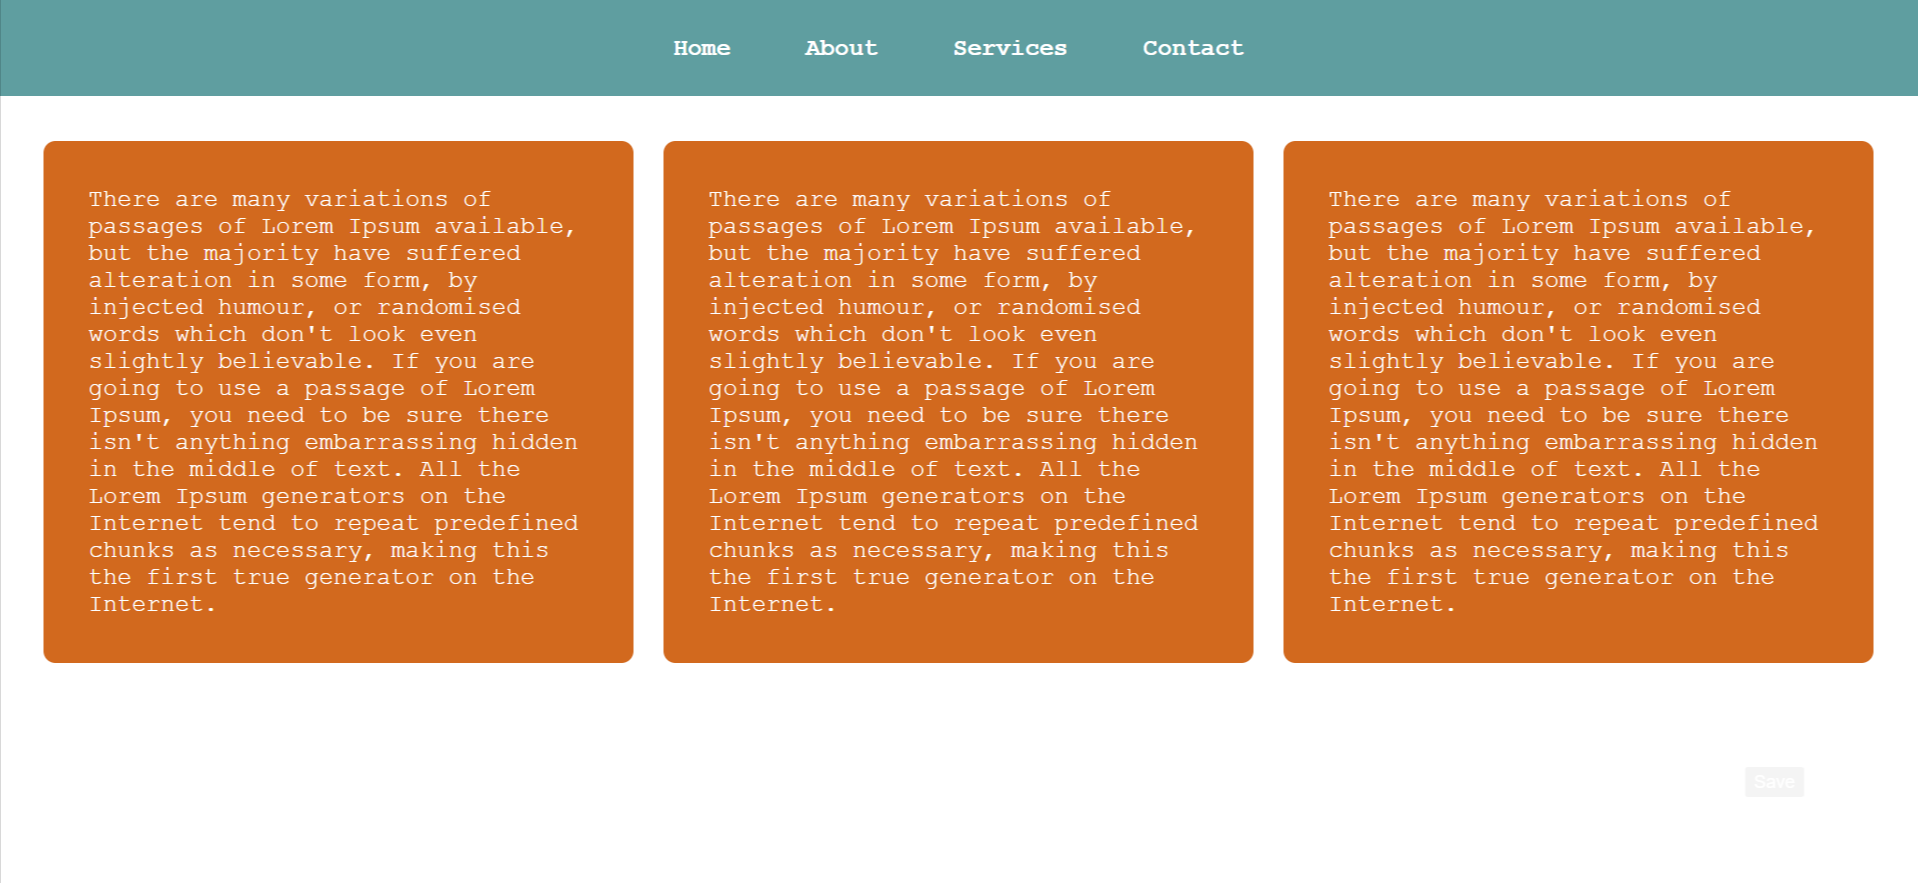 Home About Services Contact
There are many variations of
passages of Lorem Ipsum available,
but the majority have suffered
alteration in some form, by
injected humour, or randomised
words which don't look even
slightly believable. If you are
going to use a passage of Lorem
Ipsum, you need to be sure there
isn't anything embarrassing hidden
in the middle of text. All the
Lorem Ipsum generators on the
Internet tend to repeat predefined
chunks as necessary, making this
the first true generator on the
Internet.
There are many variations of
passages of Lorem Ipsum available,
but the majority have suffered
alteration in some form, by
injected humour, or randomised
words which don't look even
slightly believable. If you are
going to use a passage of Lorem
Ipsum, you need to be sure there
isn't anything embarrassing hidden
in the middle of text. All the
Lorem Ipsum generators on the
Internet tend to repeat predefined
chunks as necessary, making this
the first true generator on the
Internet.
There are many variations of
passages of Lorem Ipsum available,
but the majority have suffered
alteration in some form, by
injected humour, or randomised
words which don't look even
slightly believable. If you are
going to use a passage of Lorem
Ipsum, you need to be sure there
isn't anything embarrassing hidden
in the middle of text. All the
Lorem Ipsum generators on the
Internet tend to repeat predefined
chunks as necessary, making this
the first true generator on the
Internet.
Save